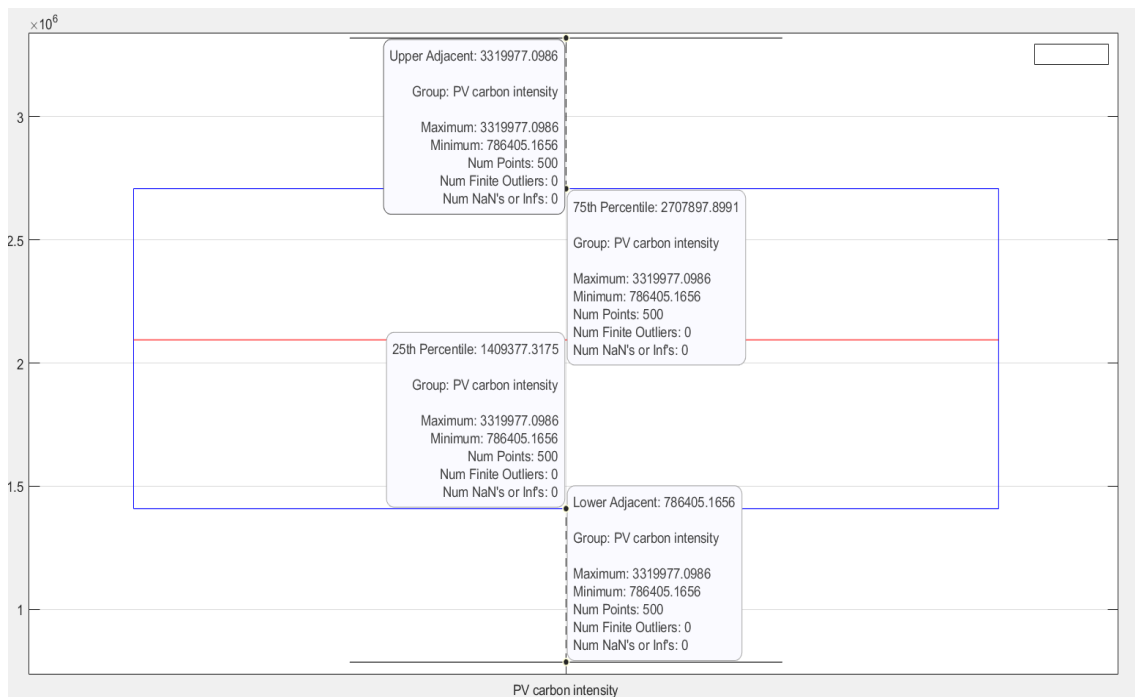 ×10⁶
3
2.5
2
1.5
1
Upper Adjacent: 3319977.0986
Group: PV carbon intensity
Maximum: 3319977.0986
Minimum: 786405.1656
Num Points: 500
Num Finite Outliers: 0
Num NaN's or Inf's: 0
75th Percentile: 2707897.8991
Group: PV carbon intensity
Maximum: 3319977.0986
Minimum: 786405.1656
Num Points: 500
Num Finite Outliers: 0
Num NaN's or Inf's: 0
25th Percentile: 1409377.3175
Group: PV carbon intensity
Maximum: 3319977.0986
Minimum: 786405.1656
Num Points: 500
Num Finite Outliers: 0
Num NaN's or Inf's: 0
Lower Adjacent: 786405.1656
Group: PV carbon intensity
Maximum: 3319977.0986
Minimum: 786405.1656
Num Points: 500
Num Finite Outliers: 0
Num NaN's or Inf's: 0
PV carbon intensity